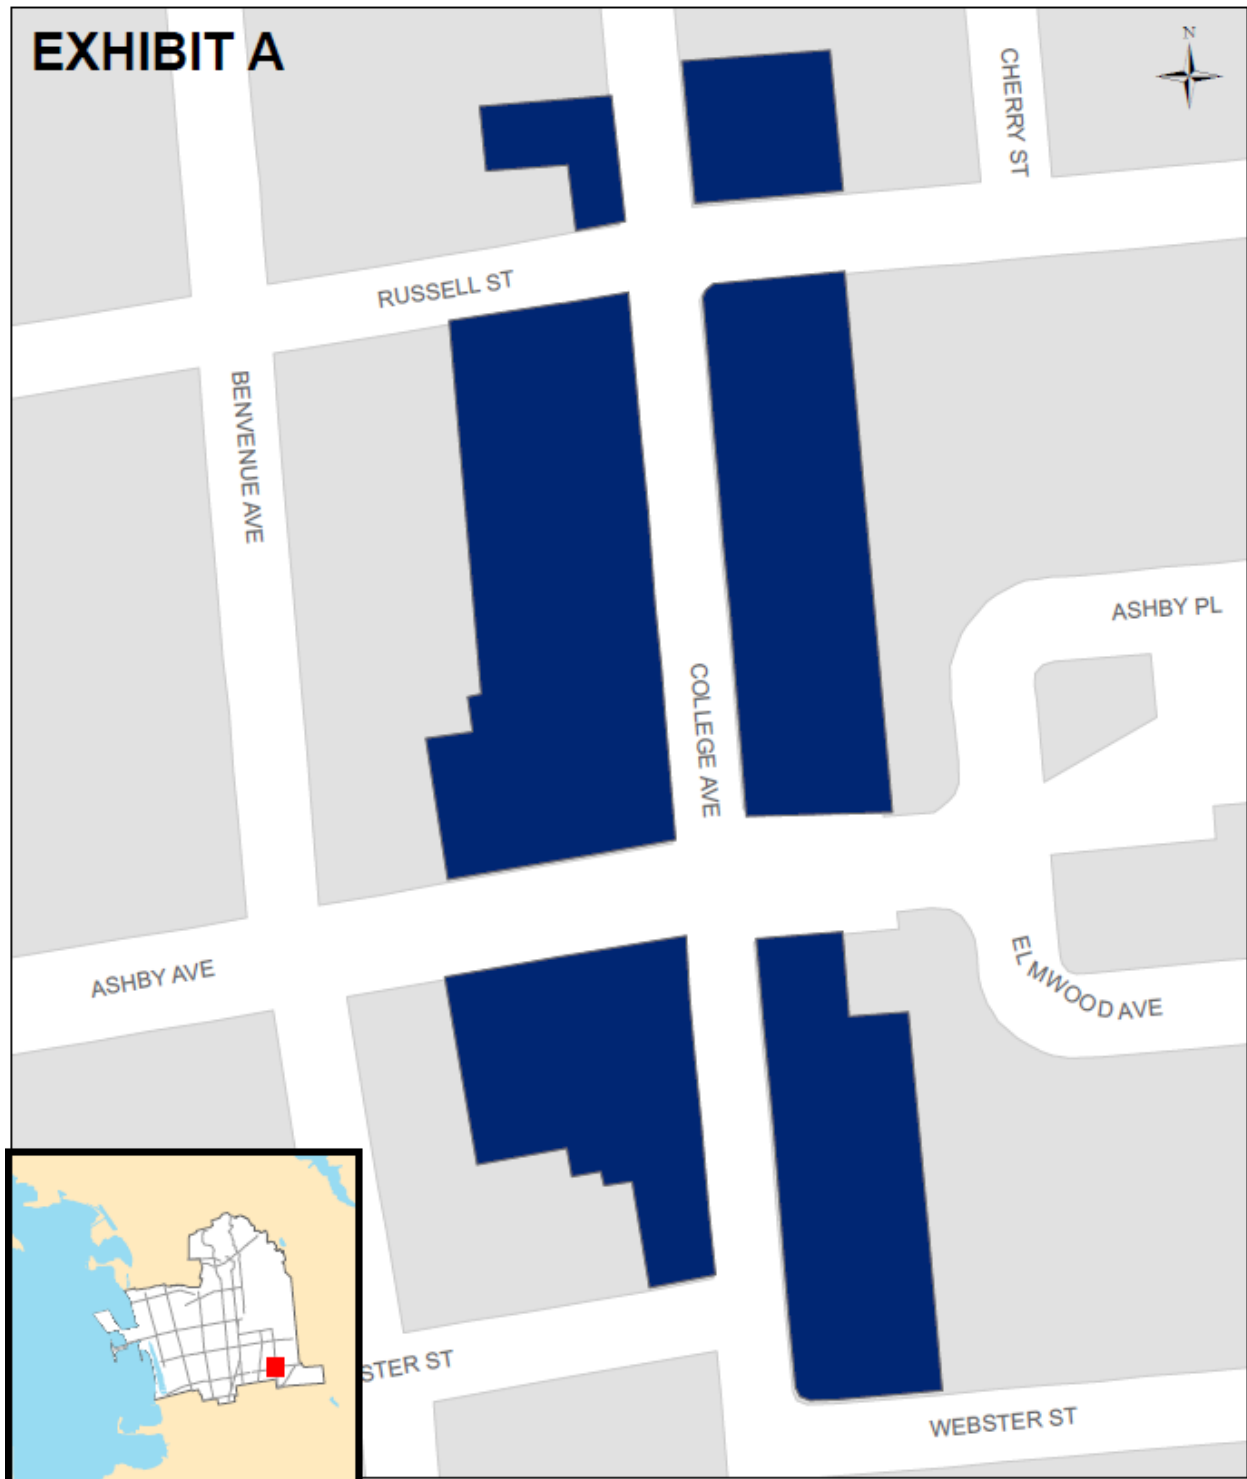 EXHIBIT A
N
CHERRY ST
RUSSELL ST
BENVENUE AVE
ASHBY PL
COLLEGE AVE
ASHBY AVE
ELMWOOD AVE
STER ST
WEBSTER ST